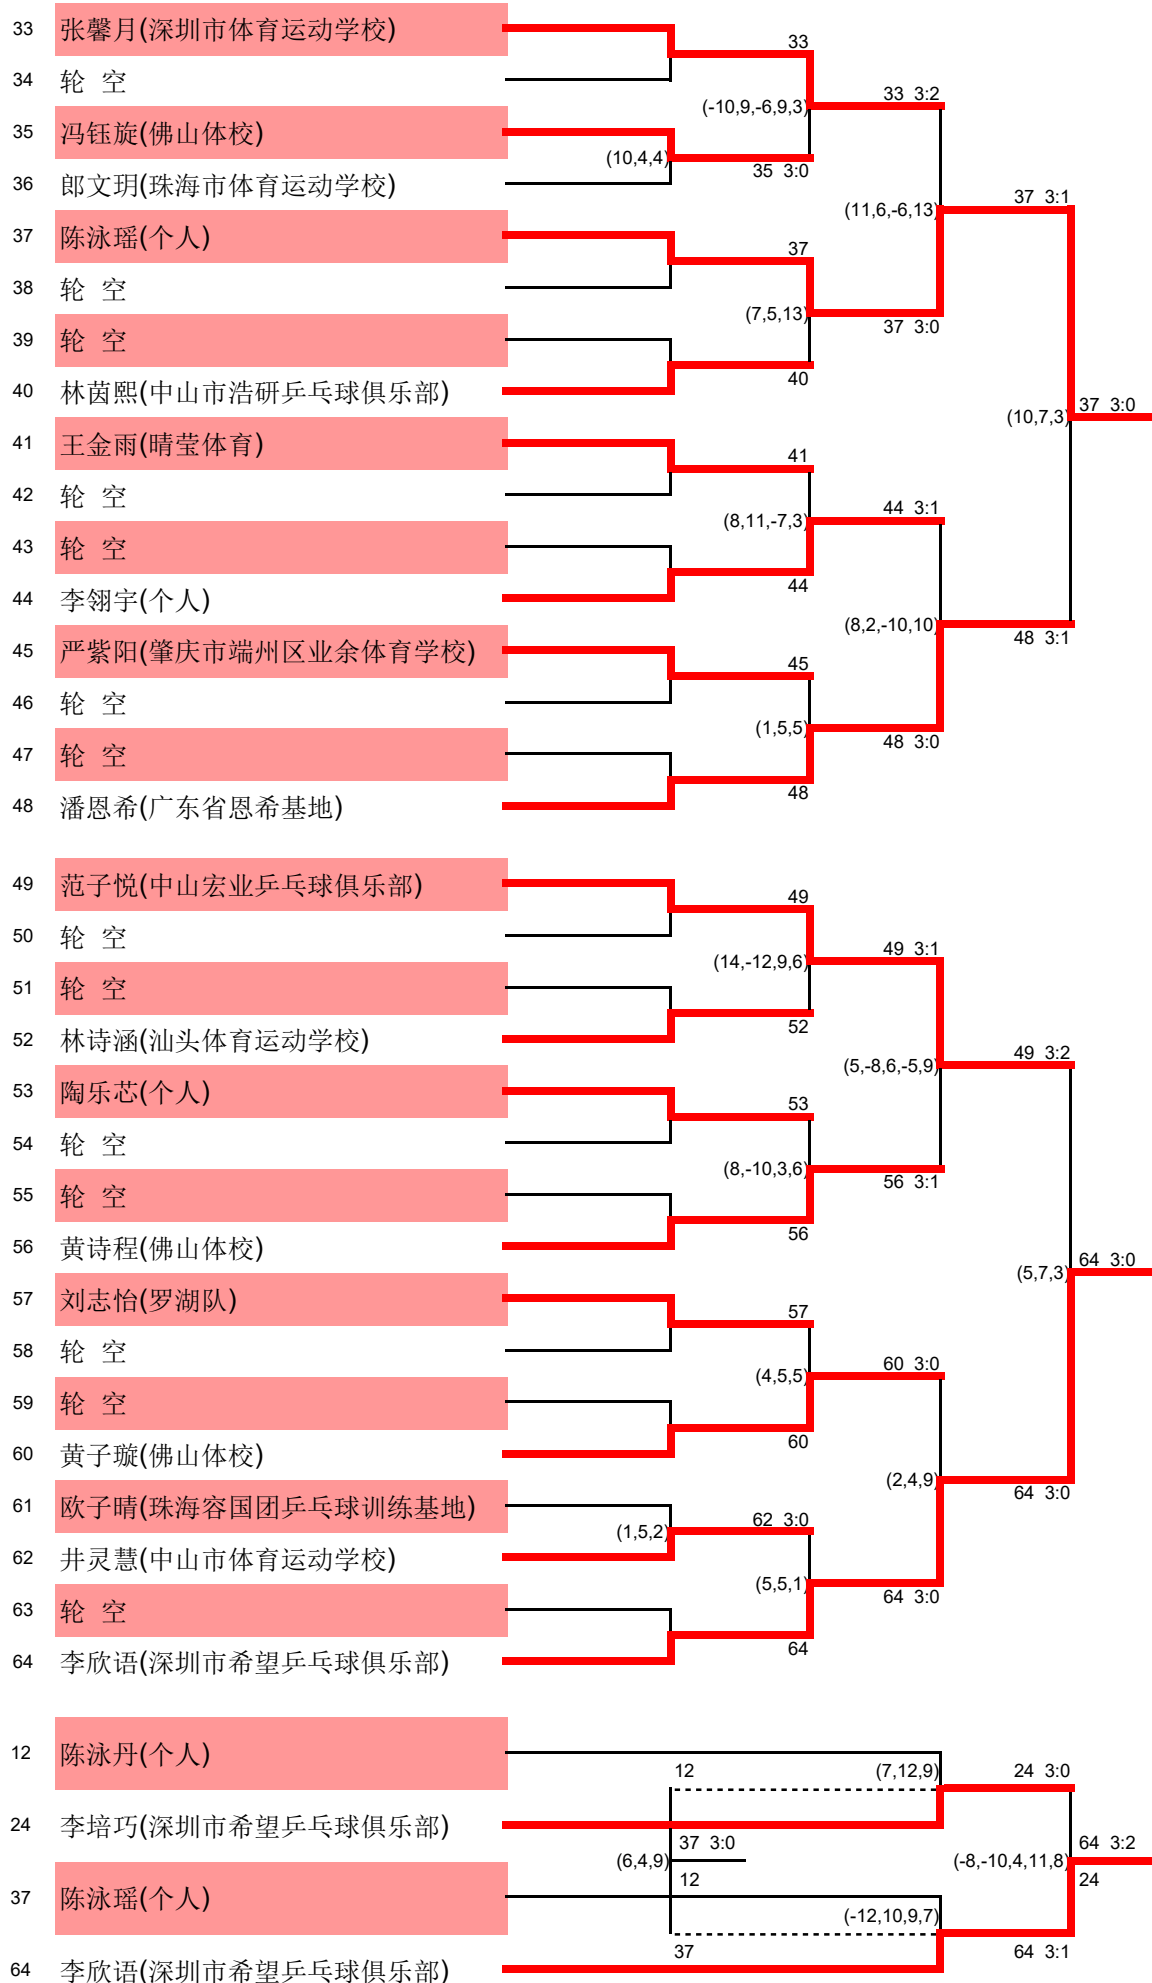 33 张馨月(深圳市体育运动学校)
33
34 轮 空
33 3:2
(-10,9,-6,9,3)
35 冯钰旋(佛山体校)
(10,4,4)
35 3:0
36 郎文玥(珠海市体育运动学校)
37 3:1
(11,6,-6,13)
37 陈泳瑶(个人)
37
38 轮 空
(7,5,13)
37 3:0
39 轮 空
40
40 林茵熙(中山市浩研乒乓球俱乐部)
37 3:0
(10,7,3)
41 王金雨(晴莹体育)
41
42 轮 空
44 3:1
(8,11,-7,3)
43 轮 空
44
44 李翎宇(个人)
(8,2,-10,10)
48 3:1
45 严紫阳(肇庆市端州区业余体育学校)
45
46 轮 空
(1,5,5)
48 3:0
47 轮 空
48
48 潘恩希(广东省恩希基地)
49 范子悦(中山宏业乒乓球俱乐部)
49
50 轮 空
49 3:1
(14,-12,9,6)
51 轮 空
52
52 林诗涵(汕头体育运动学校)
49 3:2
(5,-8,6,-5,9)
53 陶乐芯(个人)
53
54 轮 空
(8,-10,3,6)
56 3:1
55 轮 空
56
56 黄诗程(佛山体校)
64 3:0
(5,7,3)
57 刘志怡(罗湖队)
57
58 轮 空
60 3:0
(4,5,5)
59 轮 空
60
60 黄子璇(佛山体校)
(2,4,9)
64 3:0
61 欧子晴(珠海容国团乒乓球训练基地)
62 3:0
(1,5,2)
62 井灵慧(中山市体育运动学校)
(5,5,1)
64 3:0
63 轮 空
64
64 李欣语(深圳市希望乒乓球俱乐部)
12 陈泳丹(个人)
12
(7,12,9)
24 3:0
24 李培巧(深圳市希望乒乓球俱乐部)
37 3:0
64 3:2
(6,4,9)
(-8,-10,4,11,8)
12
24
37 陈泳瑶(个人)
(-12,10,9,7)
37
64 3:1
64 李欣语(深圳市希望乒乓球俱乐部)